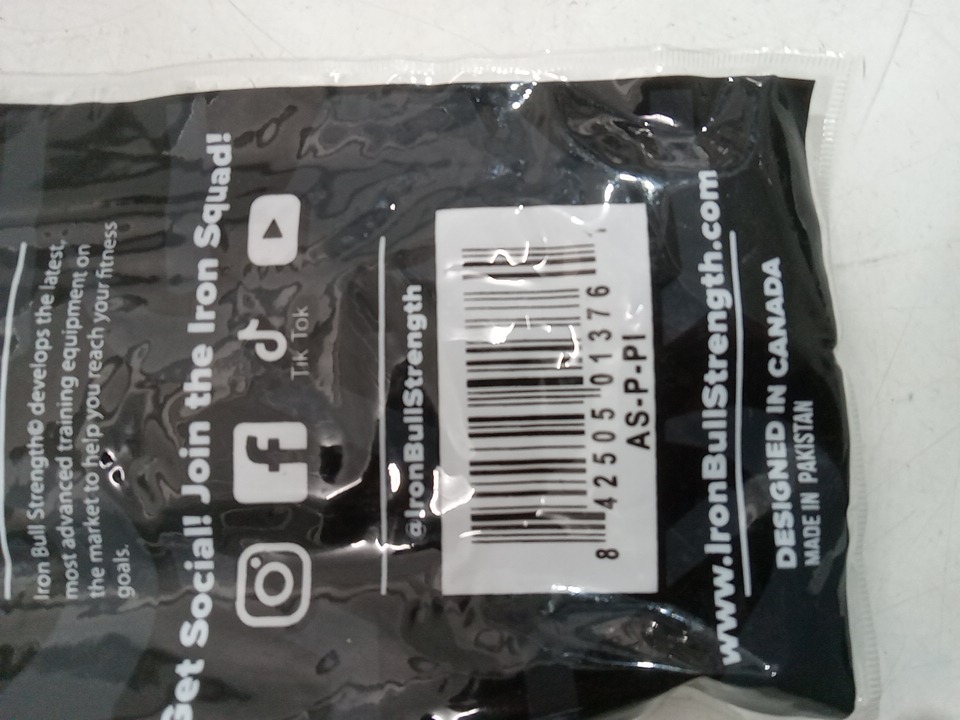 Iron Bull Strength© develops the latest,
most advanced training equipment on
the market to help you reach your fitness
goals.
Get Social! Join the Iron Squad!
Tik Tok
@IronBullStrength
8 42505 01376
AS-P-PI
www.IronBullStrength.com
DESIGNED IN CANADA
MADE IN PAKISTAN